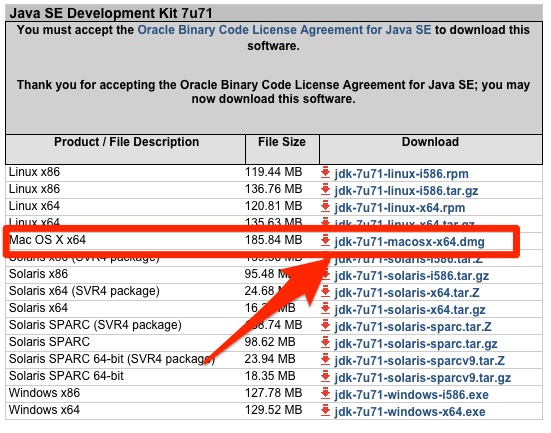 Java SE Development Kit 7u71
You must accept the Oracle Binary Code License Agreement for Java SE to download this
software.
Thank you for accepting the Oracle Binary Code License Agreement for Java SE; you may
now download this software.
Product / File Description File Size Download
Linux x86 119.44 MB jdk-7u71-linux-i586.rpm
Linux x86 136.76 MB jdk-7u71-linux-i586.tar.gz
Linux x64 120.81 MB jdk-7u71-linux-x64.rpm
Linux x64 135.63 MB jdk-7u71-linux-x64.tar.gz
Mac OS X x64 185.84 MB jdk-7u71-macosx-x64.dmg
Solaris x86 (SVR4 package) MB jdk-7u71-solaris-i586.tar.Z
Solaris x86 95.48 MB jdk-7u71-solaris-i586.tar.gz
Solaris x64 (SVR4 package) 24.68 MB jdk-7u71-solaris-x64.tar.Z
Solaris x64 MB jdk-7u71-solaris-x64.tar.gz
Solaris SPARC (SVR4 package) MB jdk-7u71-solaris-sparc.tar.Z
Solaris SPARC 98.62 MB jdk-7u71-solaris-sparc.tar.gz
Solaris SPARC 64-bit (SVR4 package) 23.94 MB jdk-7u71-solaris-sparcv9.tar.Z
Solaris SPARC 64-bit 18.35 MB jdk-7u71-solaris-sparcv9.tar.gz
Windows x86 127.78 MB jdk-7u71-windows-i586.exe
Windows x64 129.52 MB jdk-7u71-windows-x64.exe